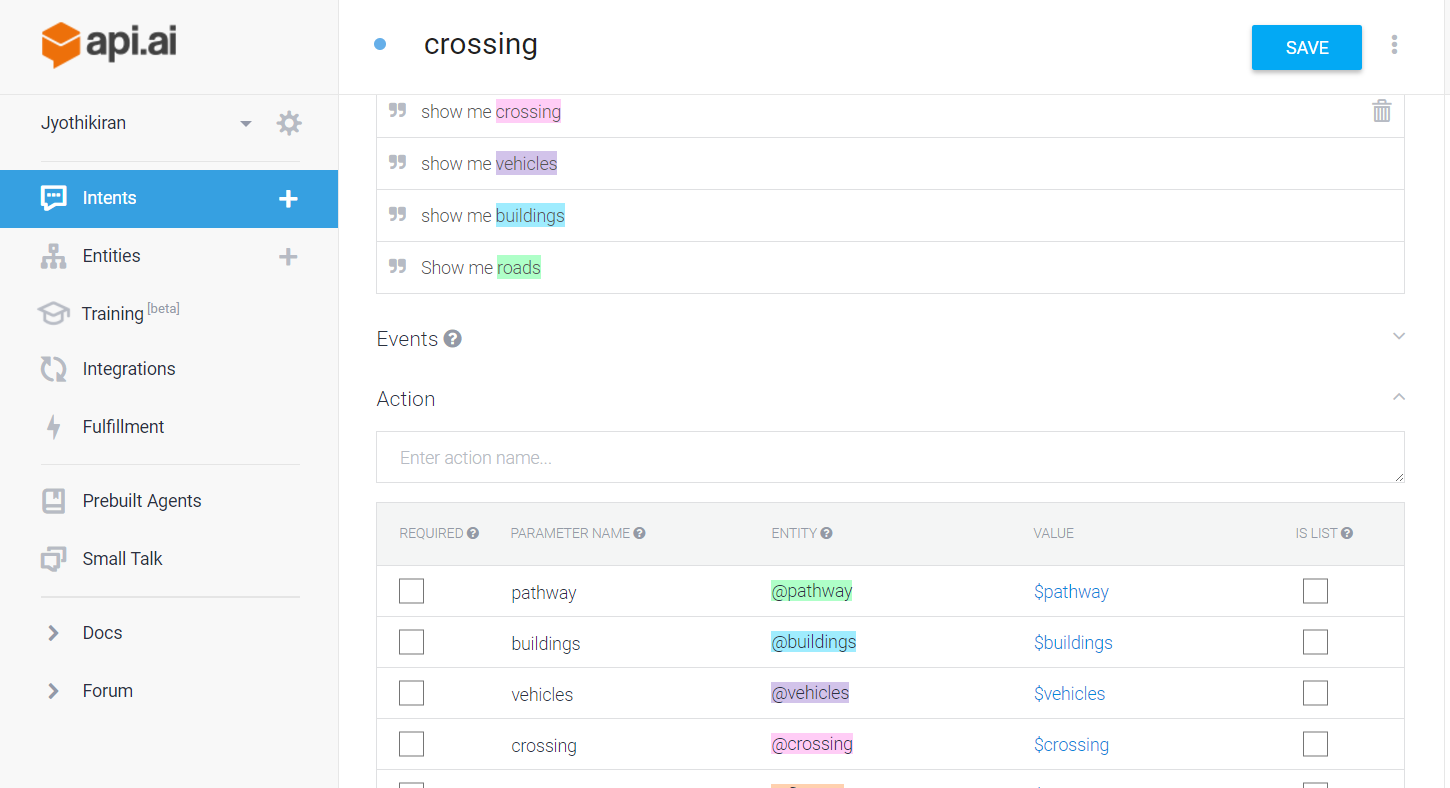 api.ai
crossing
SAVE
Jyothikiran
Intents
Entities
Training [beta]
Integrations
Fulfillment
Prebuilt Agents
Small Talk
Docs
Forum
show me crossing
show me vehicles
show me buildings
Show me roads
Events
Action
Enter action name...
REQUIRED PARAMETER NAME ENTITY VALUE IS LIST
pathway @pathway $pathway
buildings @buildings $buildings
vehicles @vehicles $vehicles
crossing @crossing $crossing